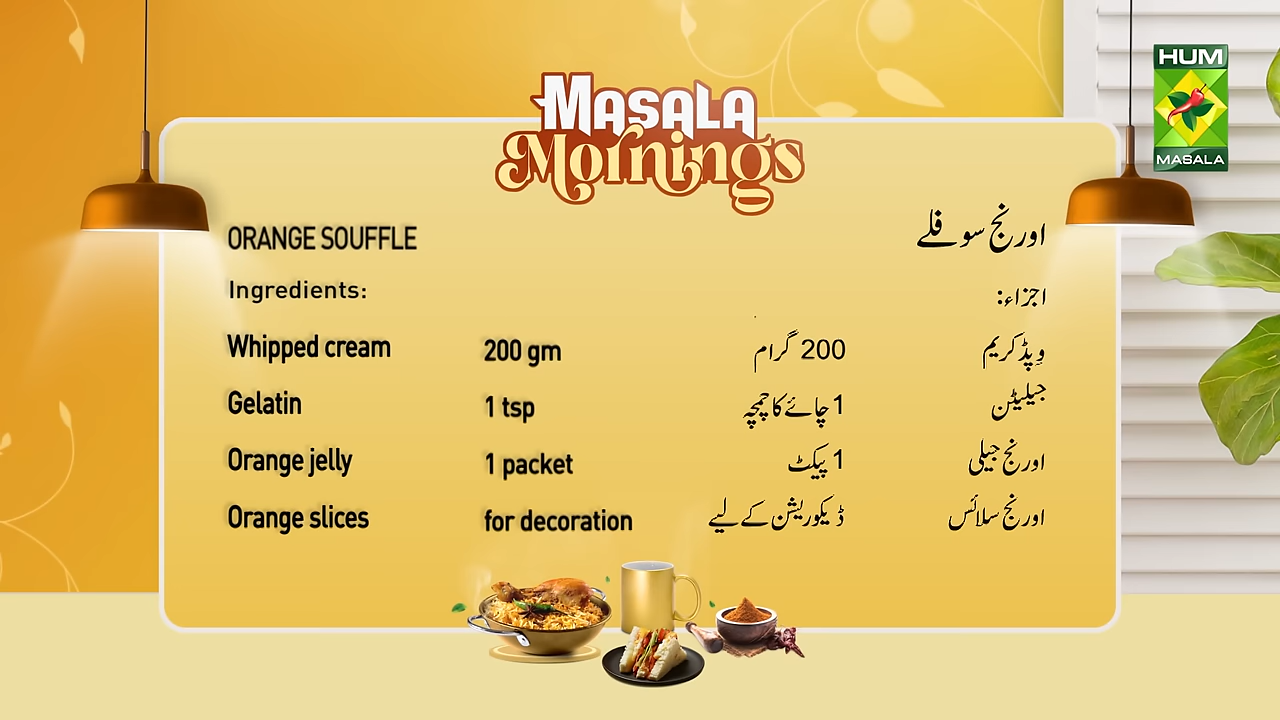 MASALA
Mornings
HUM
MASALA
ORANGE SOUFFLE اورنج سوفلے
Ingredients: اجزاء:
Whipped cream 200 gm 200 گرام وِپڈ کریم
Gelatin 1 tsp 1 چائے کا چمچہ جیلیٹن
Orange jelly 1 packet 1 پیکٹ اورنج جیلی
Orange slices for decoration ڈیکوریشن کے لیے اورنج سلائس